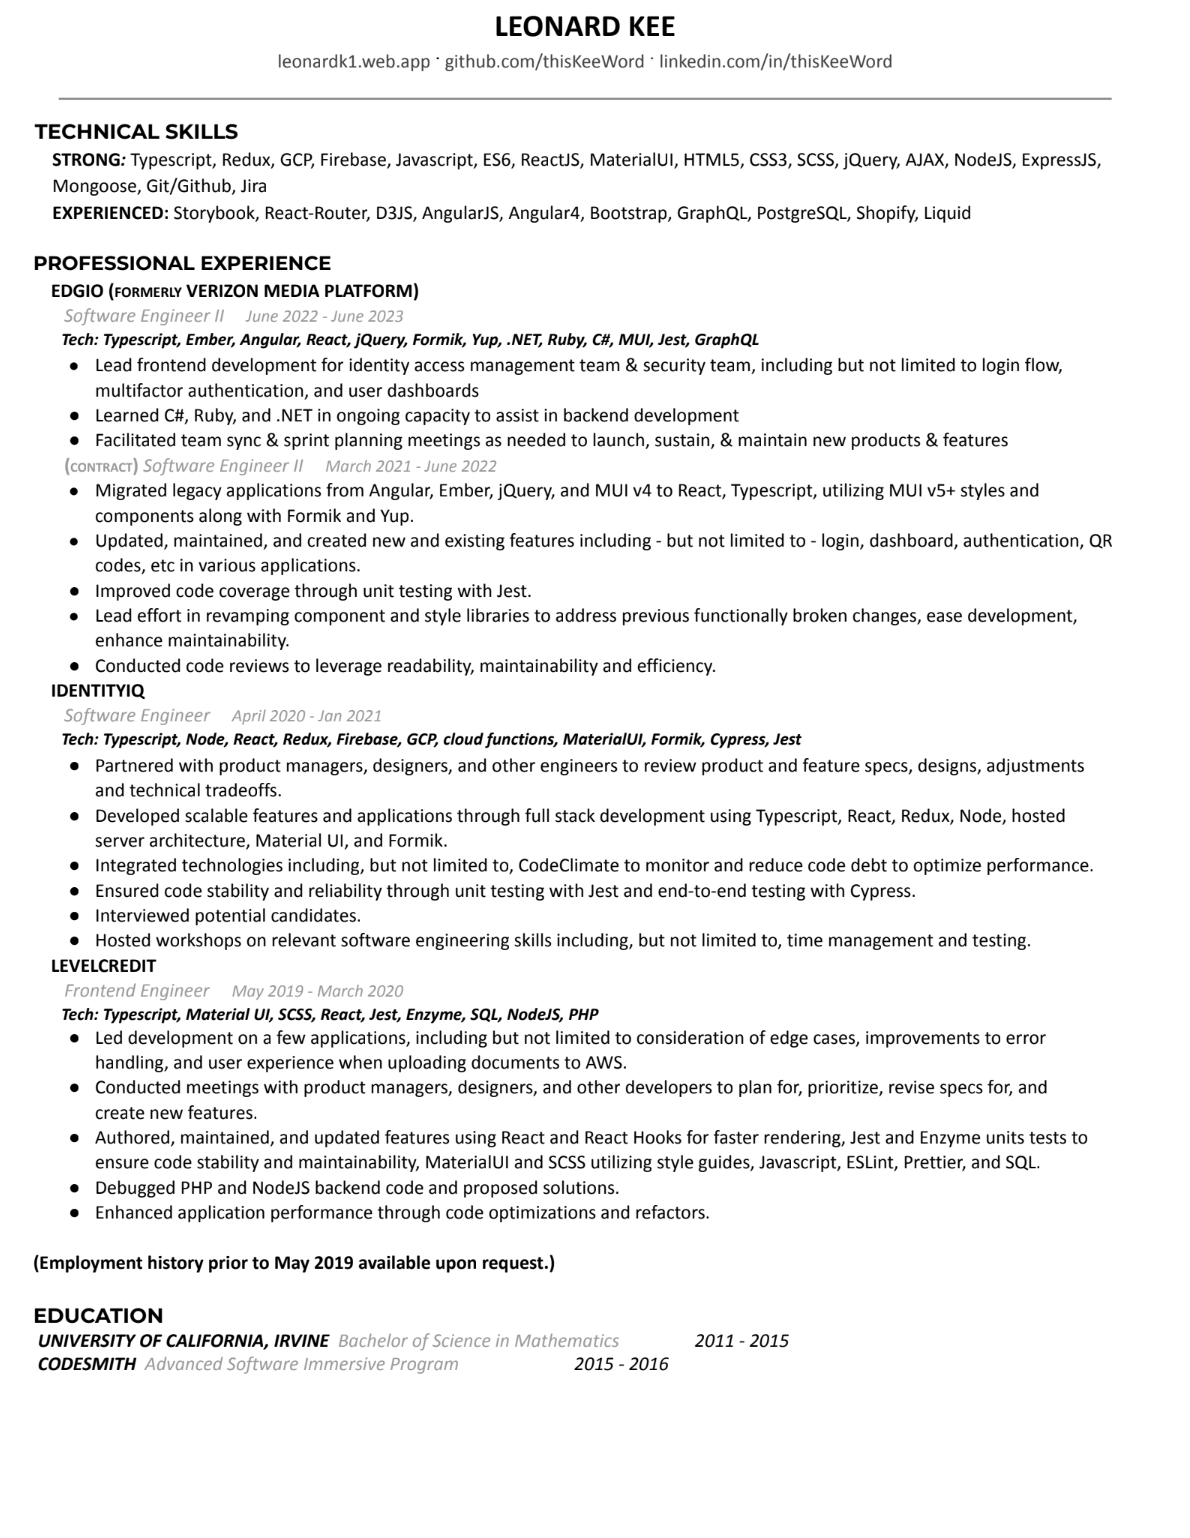 LEONARD KEE
leonardk1.web.app · github.com/thisKeeWord · linkedin.com/in/thisKeeWord
TECHNICAL SKILLS
STRONG: Typescript, Redux, GCP, Firebase, Javascript, ES6, ReactJS, MaterialUI, HTML5, CSS3, SCSS, jQuery, AJAX, NodeJS, ExpressJS,
Mongoose, Git/Github, Jira
EXPERIENCED: Storybook, React-Router, D3JS, AngularJS, Angular4, Bootstrap, GraphQL, PostgreSQL, Shopify, Liquid
PROFESSIONAL EXPERIENCE
EDGIO (FORMERLY VERIZON MEDIA PLATFORM)
Software Engineer II June 2022 - June 2023
Tech: Typescript, Ember, Angular, React, jQuery, Formik, Yup, .NET, Ruby, C#, MUI, Jest, GraphQL
● Lead frontend development for identity access management team & security team, including but not limited to login flow,
multifactor authentication, and user dashboards
● Learned C#, Ruby, and .NET in ongoing capacity to assist in backend development
● Facilitated team sync & sprint planning meetings as needed to launch, sustain, & maintain new products & features
(CONTRACT) Software Engineer II March 2021 - June 2022
● Migrated legacy applications from Angular, Ember, jQuery, and MUI v4 to React, Typescript, utilizing MUI v5+ styles and
components along with Formik and Yup.
● Updated, maintained, and created new and existing features including - but not limited to - login, dashboard, authentication, QR
codes, etc in various applications.
● Improved code coverage through unit testing with Jest.
● Lead effort in revamping component and style libraries to address previous functionally broken changes, ease development,
enhance maintainability.
● Conducted code reviews to leverage readability, maintainability and efficiency.
IDENTITYIQ
Software Engineer April 2020 - Jan 2021
Tech: Typescript, Node, React, Redux, Firebase, GCP, cloud functions, MaterialUI, Formik, Cypress, Jest
● Partnered with product managers, designers, and other engineers to review product and feature specs, designs, adjustments
and technical tradeoffs.
● Developed scalable features and applications through full stack development using Typescript, React, Redux, Node, hosted
server architecture, Material UI, and Formik.
● Integrated technologies including, but not limited to, CodeClimate to monitor and reduce code debt to optimize performance.
● Ensured code stability and reliability through unit testing with Jest and end-to-end testing with Cypress.
● Interviewed potential candidates.
● Hosted workshops on relevant software engineering skills including, but not limited to, time management and testing.
LEVELCREDIT
Frontend Engineer May 2019 - March 2020
Tech: Typescript, Material UI, SCSS, React, Jest, Enzyme, SQL, NodeJS, PHP
● Led development on a few applications, including but not limited to consideration of edge cases, improvements to error
handling, and user experience when uploading documents to AWS.
● Conducted meetings with product managers, designers, and other developers to plan for, prioritize, revise specs for, and
create new features.
● Authored, maintained, and updated features using React and React Hooks for faster rendering, Jest and Enzyme units tests to
ensure code stability and maintainability, MaterialUI and SCSS utilizing style guides, Javascript, ESLint, Prettier, and SQL.
● Debugged PHP and NodeJS backend code and proposed solutions.
● Enhanced application performance through code optimizations and refactors.
(Employment history prior to May 2019 available upon request.)
EDUCATION
UNIVERSITY OF CALIFORNIA, IRVINE Bachelor of Science in Mathematics 2011 - 2015
CODESMITH Advanced Software Immersive Program 2015 - 2016